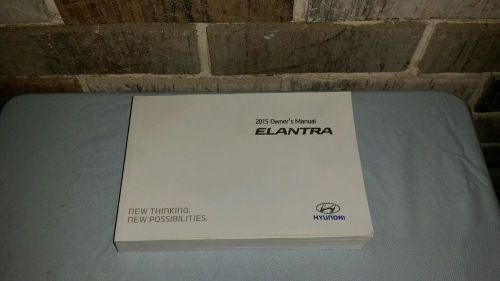 2015 Owner's Manual
ELANTRA
NEW THINKING.
NEW POSSIBILITIES.
HYUNDAI